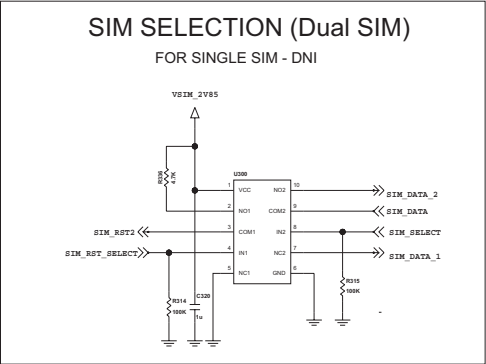 SIM SELECTION (Dual SIM)
FOR SINGLE SIM - DNI
VSIM_2V85
R336
4.7K
U300
1 VCC NO2 10 SIM_DATA_2
2 NO1 COM2 9 SIM_DATA
SIM_RST2 3 COM1 IN2 8 SIM_SELECT
SIM_RST_SELECT 4 IN1 NC2 7 SIM_DATA_1
5 NC1 GND 6
R314
100K
C320
1u
R315
100K
-